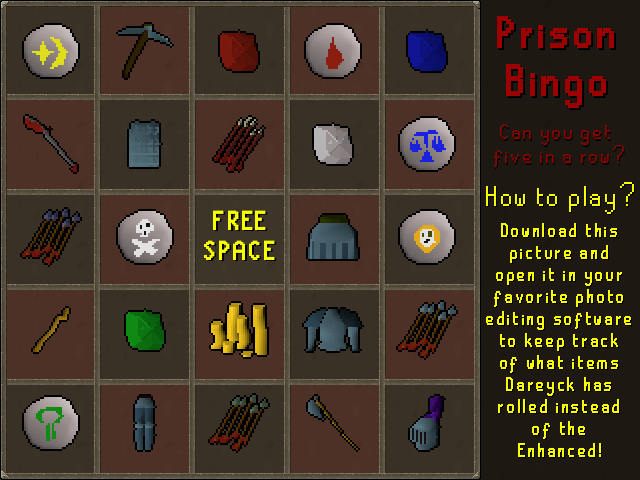 Prison
Bingo
Can you get
five in a row?
How to play?
Download this
picture and
open it in your
favorite photo
editing software
to keep track
of what items
Dareyck has
rolled instead
of the
Enhanced!
FREE
SPACE